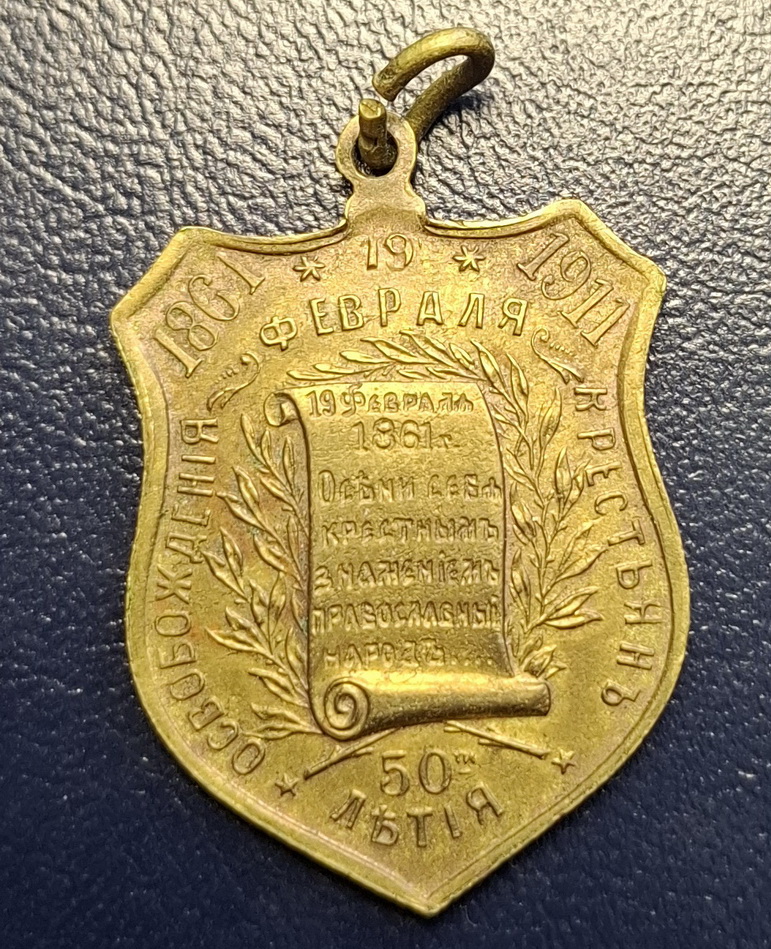 1861
* 19 *
1911
ФЕВРАЛЯ
ОСВОБОЖДЕНІЯ
КРЕСТЬЯНЪ
19 ФЕВРАЛЯ
1861 г.
ОСѢНИ СЕБЯ
КРЕСТНЫМЪ
ЗНАМЕНІЕМЪ
ПРАВОСЛАВНЫЙ
НАРОДЪ....
50ТИ
ЛѢТІЯ